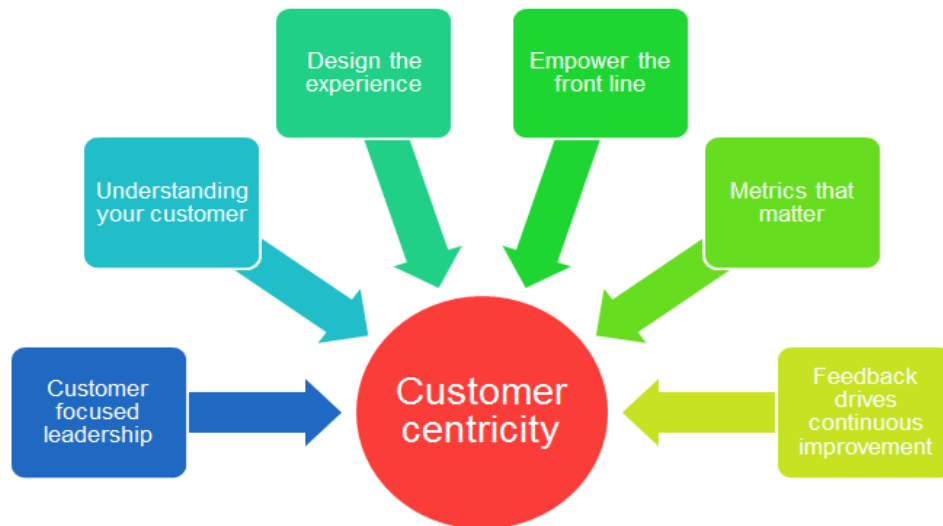 Design the
experience
Empower the
front line
Understanding
your customer
Metrics that
matter
Customer
focused
leadership
Customer
centricity
Feedback
drives
continuous
improvement